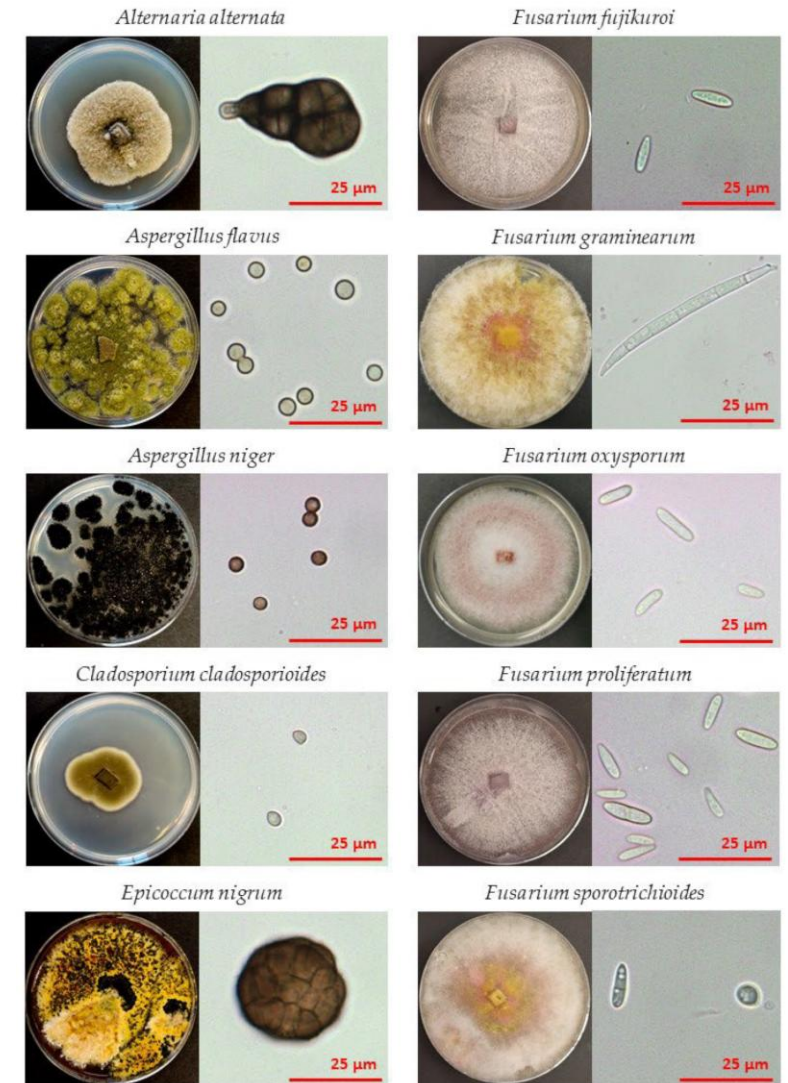 Alternaria alternata
Fusarium fujikuroi
25 µm
25 µm
Aspergillus flavus
Fusarium graminearum
25 µm
25 µm
Aspergillus niger
Fusarium oxysporum
25 µm
25 µm
Cladosporium cladosporioides
Fusarium proliferatum
25 µm
25 µm
Epicoccum nigrum
Fusarium sporotrichioides
25 µm
25 µm